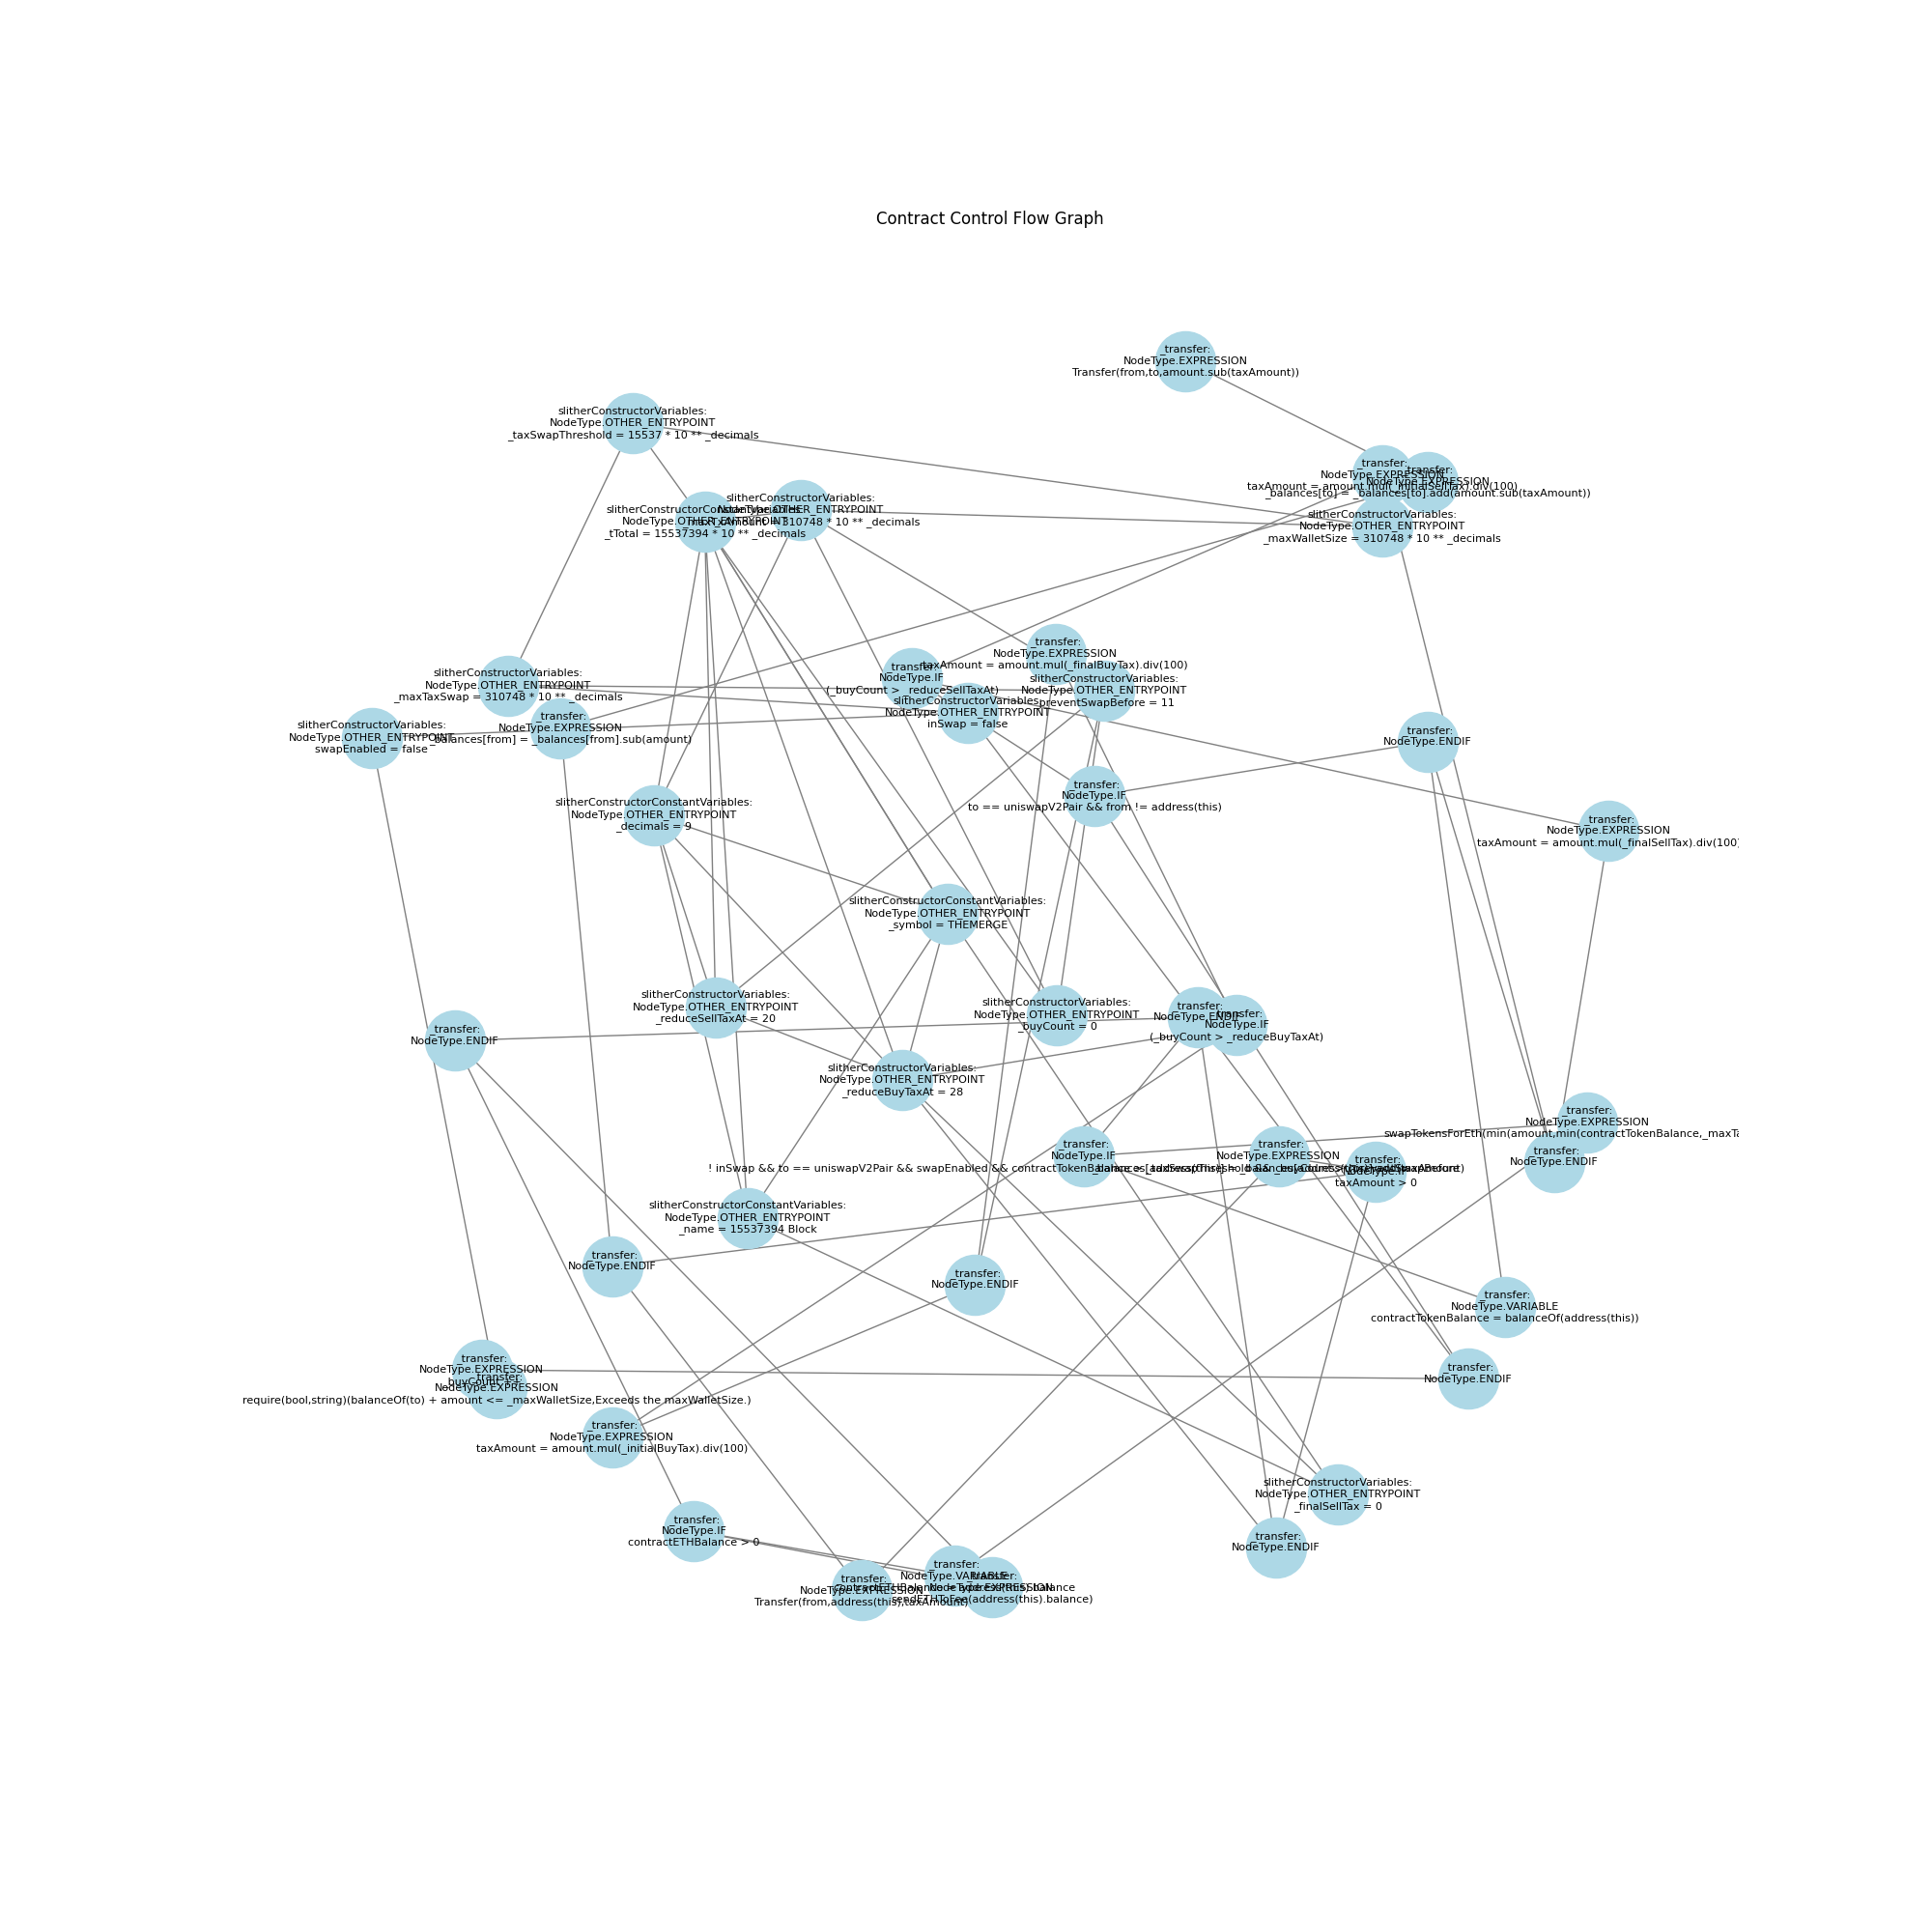 Contract Control Flow Graph
_transfer:
NodeType.EXPRESSION
Transfer(from,to,amount.sub(taxAmount))
slitherConstructorVariables:
NodeType.OTHER_ENTRYPOINT
_taxSwapThreshold = 15537 * 10 ** _decimals
_transfer:
NodeType.EXPRESSION
taxAmount = amount.mul(_initialSellTax).div(100)
_transfer:
NodeType.EXPRESSION
_balances[to] = _balances[to].add(amount.sub(taxAmount))
slitherConstructorVariables:
NodeType.OTHER_ENTRYPOINT
_maxTxAmount = 310748 * 10 ** _decimals
slitherConstructorConstantVariables:
NodeType.OTHER_ENTRYPOINT
_tTotal = 15537394 * 10 ** _decimals
slitherConstructorVariables:
NodeType.OTHER_ENTRYPOINT
_maxWalletSize = 310748 * 10 ** _decimals
_transfer:
NodeType.EXPRESSION
taxAmount = amount.mul(_finalBuyTax).div(100)
_transfer:
NodeType.IF
(_buyCount > _reduceSellTaxAt)
slitherConstructorVariables:
NodeType.OTHER_ENTRYPOINT
_maxTaxSwap = 310748 * 10 ** _decimals
slitherConstructorVariables:
NodeType.OTHER_ENTRYPOINT
_preventSwapBefore = 11
slitherConstructorVariables:
NodeType.OTHER_ENTRYPOINT
inSwap = false
_transfer:
NodeType.EXPRESSION
_balances[from] = _balances[from].sub(amount)
slitherConstructorVariables:
NodeType.OTHER_ENTRYPOINT
swapEnabled = false
_transfer:
NodeType.ENDIF
_transfer:
NodeType.IF
to == uniswapV2Pair && from != address(this)
slitherConstructorConstantVariables:
NodeType.OTHER_ENTRYPOINT
_decimals = 9
_transfer:
NodeType.EXPRESSION
taxAmount = amount.mul(_finalSellTax).div(100)
slitherConstructorConstantVariables:
NodeType.OTHER_ENTRYPOINT
_symbol = THEMERGE
slitherConstructorVariables:
NodeType.OTHER_ENTRYPOINT
_reduceSellTaxAt = 20
slitherConstructorVariables:
NodeType.OTHER_ENTRYPOINT
_buyCount = 0
_transfer:
NodeType.ENDIF
_transfer:
NodeType.IF
(_buyCount > _reduceBuyTaxAt)
_transfer:
NodeType.ENDIF
slitherConstructorVariables:
NodeType.OTHER_ENTRYPOINT
_reduceBuyTaxAt = 28
_transfer:
NodeType.EXPRESSION
swapTokensForEth(min(amount,min(contractTokenBalance,_maxTa
_transfer:
NodeType.IF
! inSwap && to == uniswapV2Pair && swapEnabled && contractTokenBalance > _taxSwapThreshold && _buyCount > _preventSwapBefore
_transfer:
NodeType.EXPRESSION
_transfer:
NodeType.IF
taxAmount > 0
_transfer:
NodeType.ENDIF
slitherConstructorConstantVariables:
NodeType.OTHER_ENTRYPOINT
_name = 15537394 Block
_transfer:
NodeType.ENDIF
_transfer:
NodeType.ENDIF
_transfer:
NodeType.VARIABLE
contractTokenBalance = balanceOf(address(this))
_transfer:
NodeType.EXPRESSION
_transfer:
NodeType.EXPRESSION
require(bool,string)(balanceOf(to) + amount <= _maxWalletSize,Exceeds the maxWalletSize.)
_transfer:
NodeType.ENDIF
_transfer:
NodeType.EXPRESSION
taxAmount = amount.mul(_initialBuyTax).div(100)
slitherConstructorVariables:
NodeType.OTHER_ENTRYPOINT
_finalSellTax = 0
_transfer:
NodeType.IF
contractETHBalance > 0
_transfer:
NodeType.ENDIF
_transfer:
NodeType.VARIABLE
contractETHBalance = address(this).balance
_transfer:
NodeType.EXPRESSION
sendETHToFee(address(this).balance)
_transfer:
NodeType.EXPRESSION
Transfer(from,address(this),taxAmount)